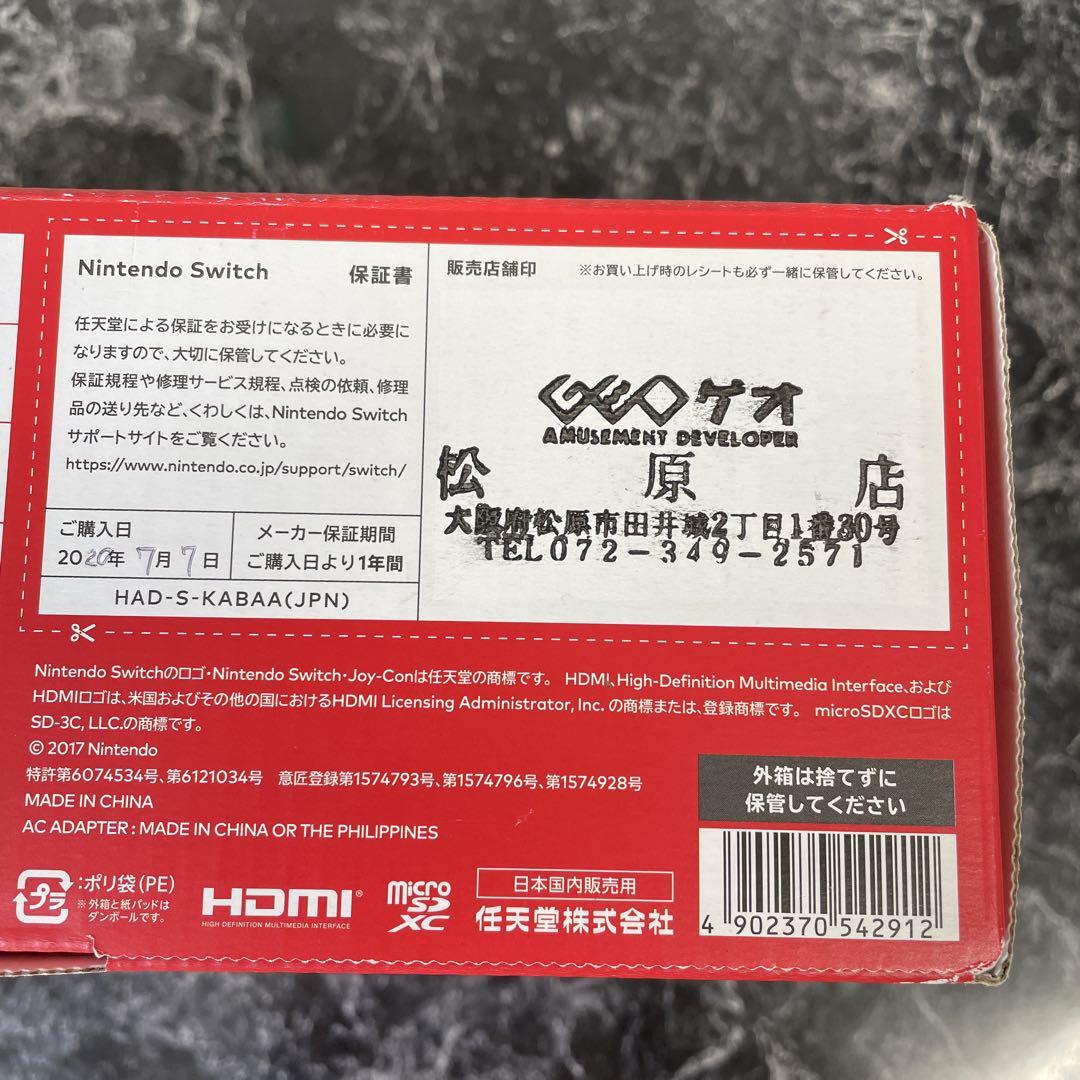 Nintendo Switch 保証書
任天堂による保証をお受けになるときに必要に
なりますので、大切に保管してください。
保証規程や修理サービス規程、点検の依頼、修理
品の送り先など、くわしくは、Nintendo Switch
サポートサイトをご覧ください。
https://www.nintendo.co.jp/support/switch/
ご購入日
2020年 7月 7日
メーカー保証期間
ご購入日より1年間
HAD-S-KABAA(JPN)
販売店舗印 ※お買い上げ時のレシートも必ず一緒に保管してください。
GEO ゲオ
AMUSEMENT DEVELOPER
松原店
大阪府松原市田井城2丁目1番30号
TEL072-349-2571
Nintendo Switchのロゴ・Nintendo Switch・Joy-Conは任天堂の商標です。 HDMI、High-Definition Multimedia Interface、および
HDMIロゴは、米国およびその他の国におけるHDMI Licensing Administrator, Inc. の商標または、登録商標です。 microSDXCロゴは
SD-3C, LLC.の商標です。
© 2017 Nintendo
特許第6074534号、第6121034号 意匠登録第1574793号、第1574796号、第1574928号
MADE IN CHINA
AC ADAPTER : MADE IN CHINA OR THE PHILIPPINES
外箱は捨てずに
保管してください
プラ :ポリ袋(PE)
※外箱と紙パッドは
ダンボールです。
HDMI®
HIGH DEFINITION MULTIMEDIA INTERFACE
micro SD XC
日本国内販売用
任天堂株式会社
4 902370 542912